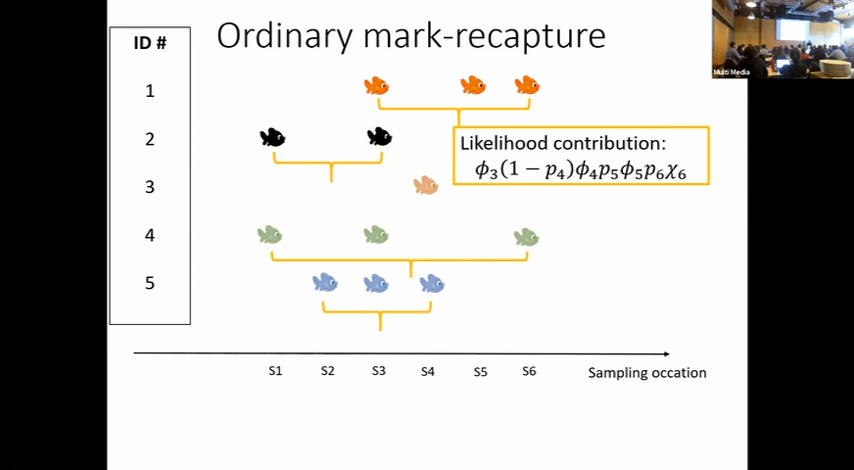 Ordinary mark-recapture
Multi Media
ID #
1
2
3
4
5
Likelihood contribution:
ϕ₃(1 − p₄)ϕ₄p₅ϕ₅p₆χ₆
S1 S2 S3 S4 S5 S6 Sampling occation